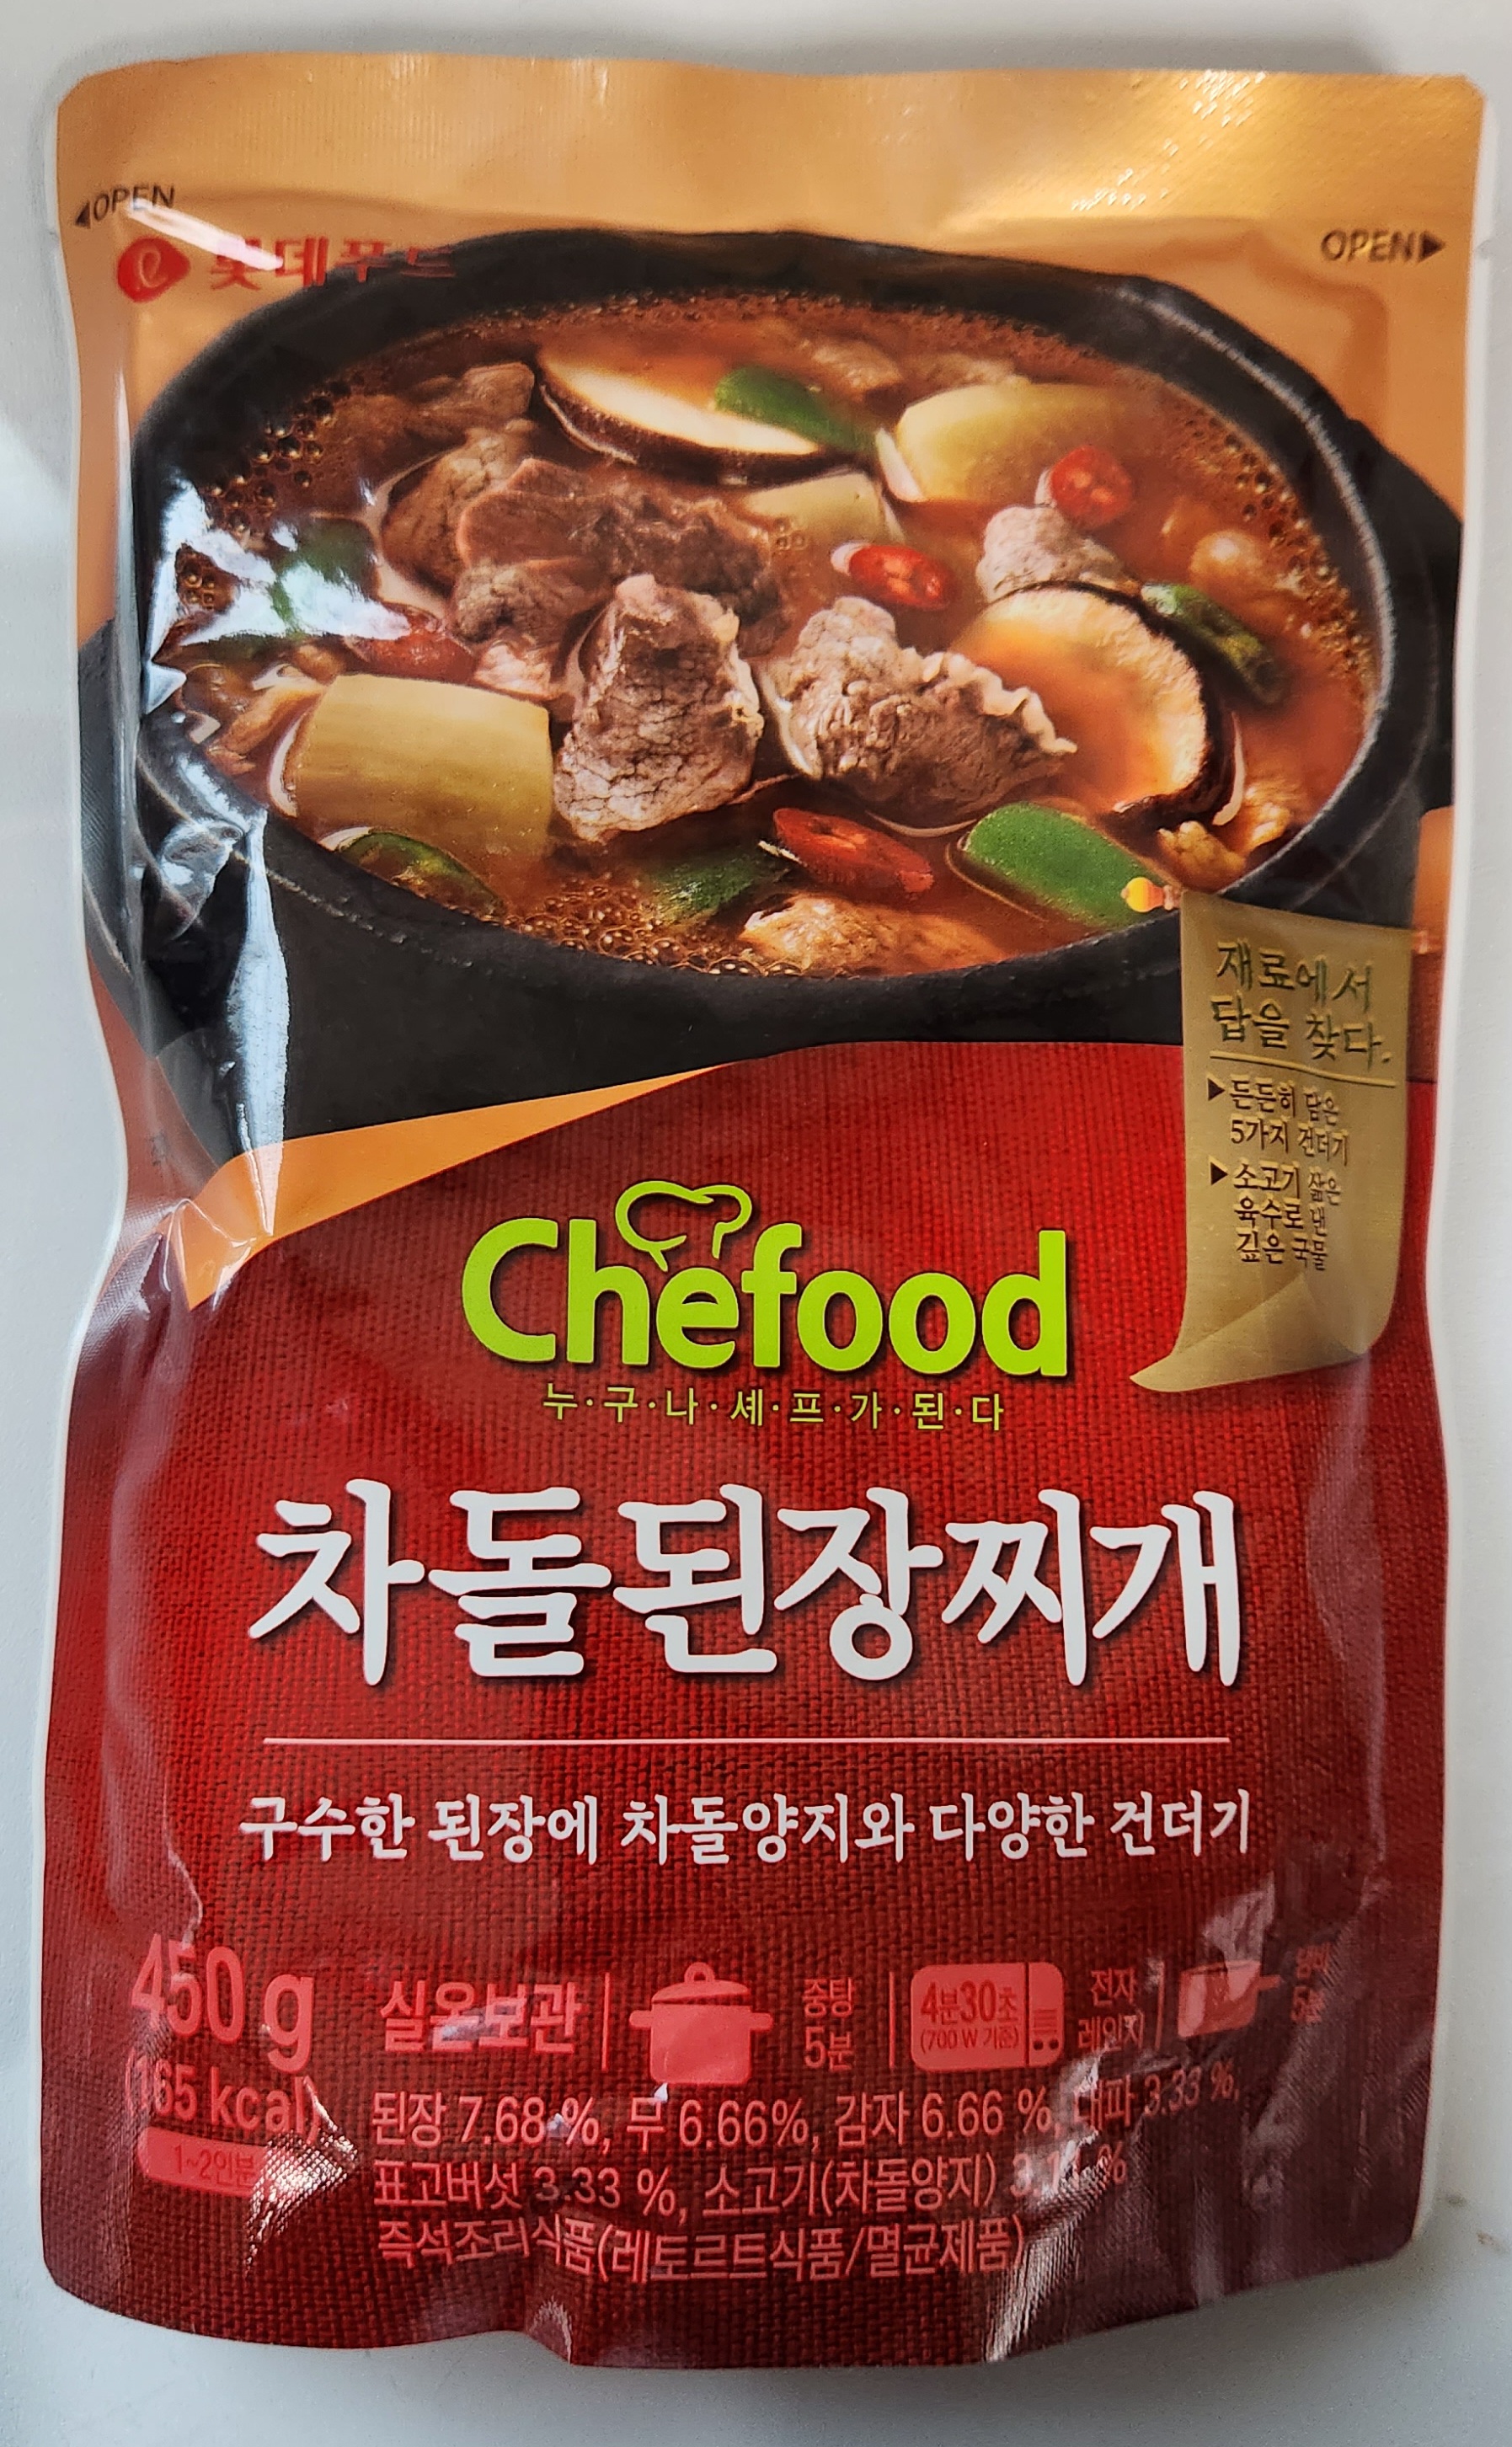 ◀OPEN
OPEN▶
롯데푸드
재료에서
답을 찾다.
▶든든히 담은
5가지 건더기
▶소고기 삶은
육수로 낸
깊은 국물
Chefood
누·구·나·셰·프·가·된·다
차돌된장찌개
구수한 된장에 차돌양지와 다양한 건더기
450 g
(165 kcal)
1~2인분
실온보관
중탕
5분
4분30초
(700 W 기준)
전자
레인지
된장 7.68 %, 무 6.66%, 감자 6.66 %, 대파 3.33 %,
표고버섯 3.33 %, 소고기(차돌양지) %
즉석조리식품(레토르트식품/멸균제품)